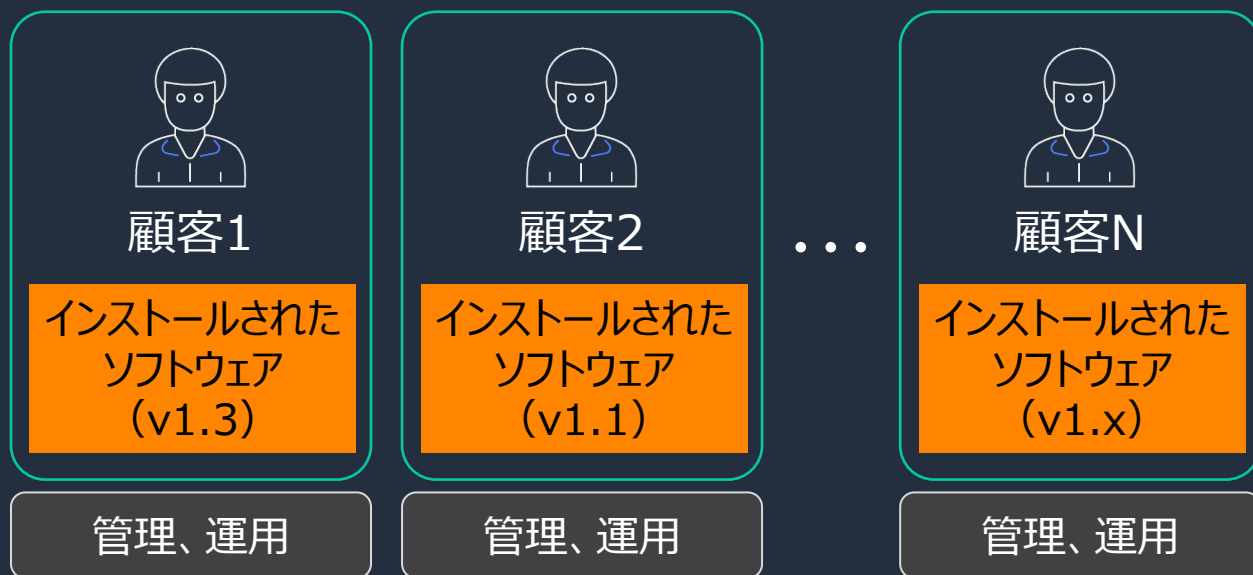 顧客1
インストールされた
ソフトウェア
（v1.3）
管理、運用
顧客2
インストールされた
ソフトウェア
（v1.1）
管理、運用
...
顧客N
インストールされた
ソフトウェア
（v1.x）
管理、運用